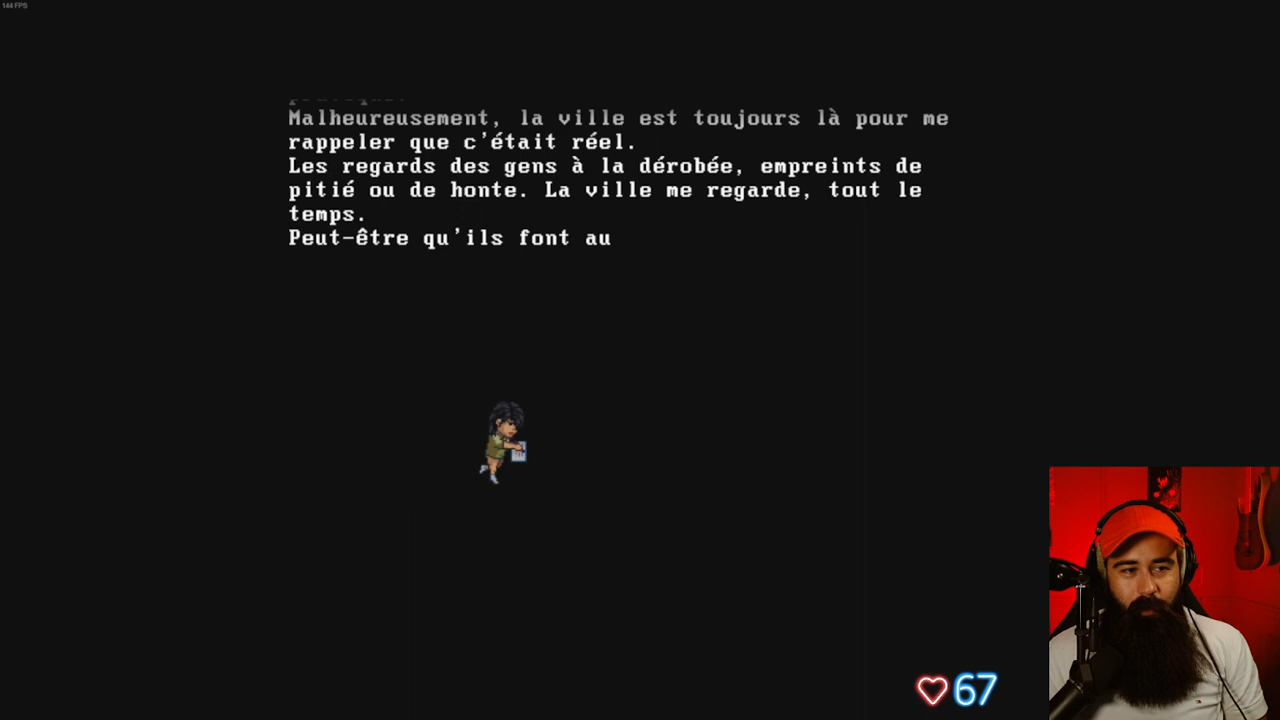 144 FPS
Malheureusement, la ville est toujours là pour me
rappeler que c'était réel.
Les regards des gens à la dérobée, empreints de
pitié ou de honte. La ville me regarde, tout le
temps.
Peut-être qu'ils font au
67